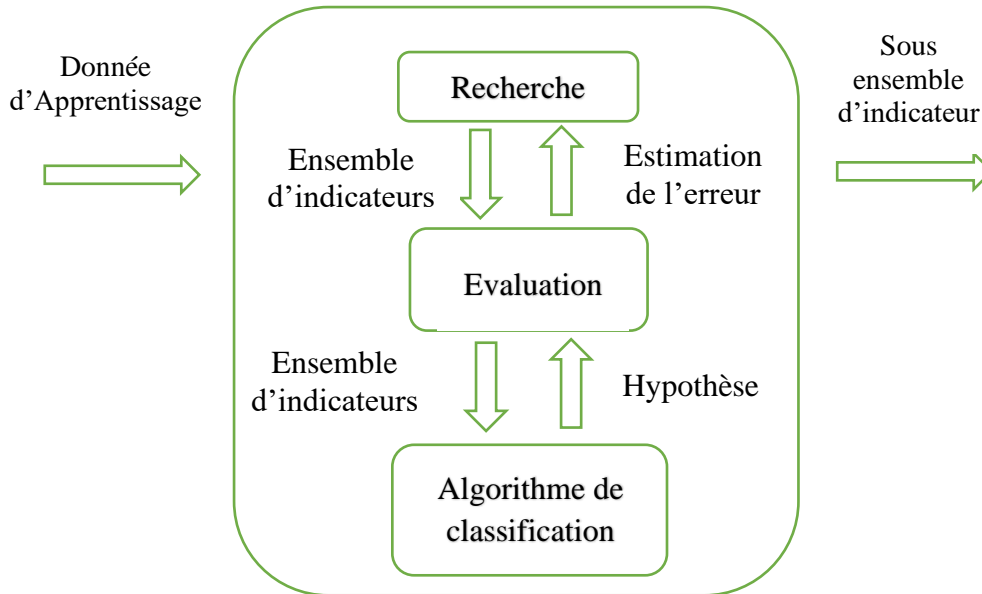 Donnée
d’Apprentissage
Recherche
Sous
ensemble
d’indicateur
Ensemble
d’indicateurs
Estimation
de l’erreur
Evaluation
Ensemble
d’indicateurs
Hypothèse
Algorithme de
classification